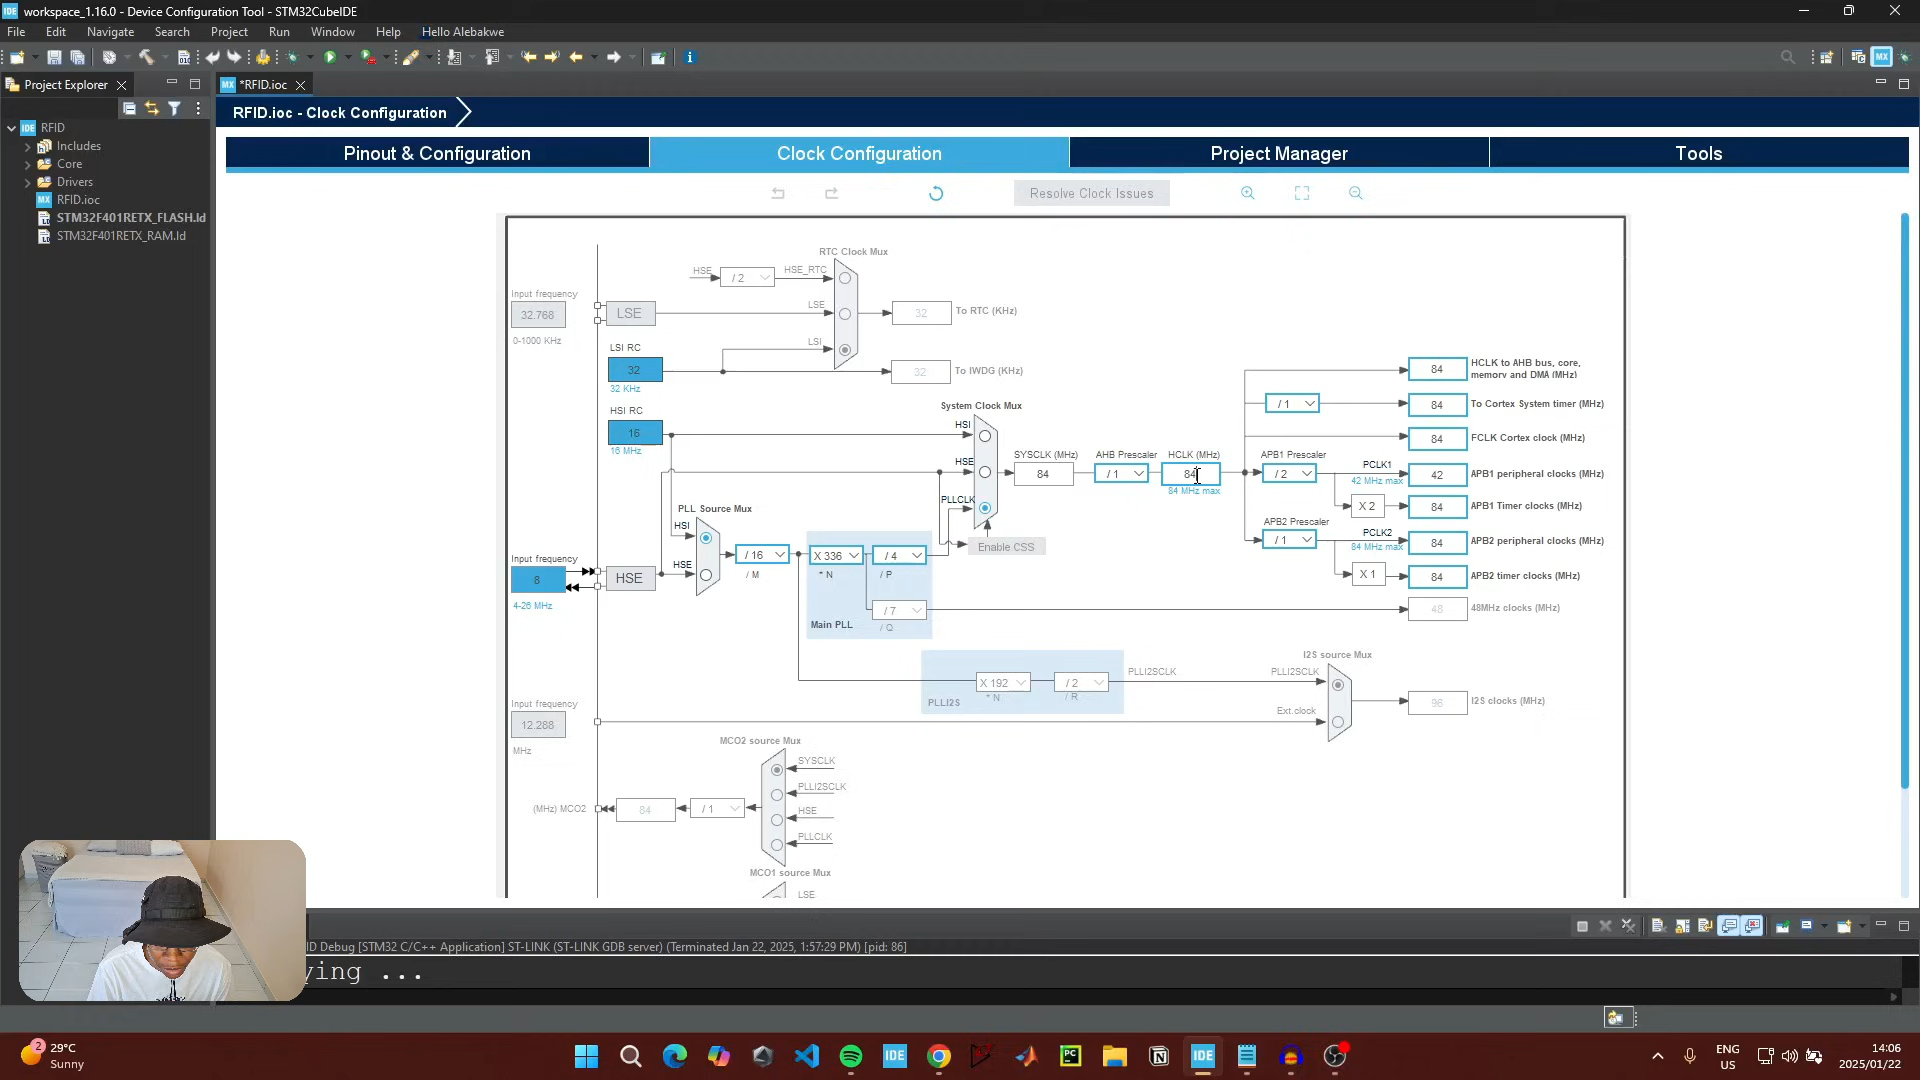 workspace_1.16.0 - Device Configuration Tool - STM32CubeIDE
File Edit Navigate Search Project Run Window Help Hello Alebakwe
Project Explorer
*RFID.ioc
RFID.ioc - Clock Configuration
RFID
Includes
Core
Drivers
RFID.ioc
STM32F401RETX_FLASH.ld
STM32F401RETX_RAM.ld
Pinout & Configuration
Clock Configuration
Project Manager
Tools
Resolve Clock Issues
RTC Clock Mux
HSE
/ 2
HSE_RTC
Input frequency
32.768
0-1000 KHz
LSE
LSE
32
To RTC (KHz)
LSI RC
LSI
32
32 KHz
32
To IWDG (KHz)
HSI RC
16
16 MHz
System Clock Mux
HSI
HSE
PLLCLK
SYSCLK (MHz)
84
AHB Prescaler
/ 1
HCLK (MHz)
84
84 MHz max
84
HCLK to AHB bus, core,
memory and DMA (MHz)
/ 1
84
To Cortex System timer (MHz)
84
FCLK Cortex clock (MHz)
APB1 Prescaler
/ 2
PCLK1
42 MHz max
42
APB1 peripheral clocks (MHz)
X 2
84
APB1 Timer clocks (MHz)
APB2 Prescaler
/ 1
PCLK2
84 MHz max
84
APB2 peripheral clocks (MHz)
X 1
84
APB2 timer clocks (MHz)
48
48MHz clocks (MHz)
PLL Source Mux
HSI
HSE
/ 16
/ M
X 336
* N
/ 4
/ P
/ 7
/ Q
Main PLL
Enable CSS
Input frequency
8
4-26 MHz
HSE
X 192
* N
/ 2
/ R
PLLI2S
PLLI2SCLK
I2S source Mux
PLLI2SCLK
Ext.clock
96
I2S clocks (MHz)
Input frequency
12.288
MHz
MCO2 source Mux
SYSCLK
PLLI2SCLK
HSE
PLLCLK
(MHz) MCO2
84
/ 1
MCO1 source Mux
LSE
ID Debug [STM32 C/C++ Application] ST-LINK (ST-LINK GDB server) (Terminated Jan 22, 2025, 1:57:29 PM) [pid: 86]
ying ...
2
29°C
Sunny
ENG
US
14:06
2025/01/22